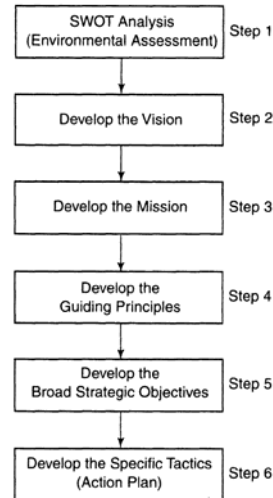 SWOT Analysis
(Environmental Assessment)
Step 1
Develop the Vision
Step 2
Develop the Mission
Step 3
Develop the
Guiding Principles
Step 4
Develop the
Broad Strategic Objectives
Step 5
Develop the Specific Tactics
(Action Plan)
Step 6